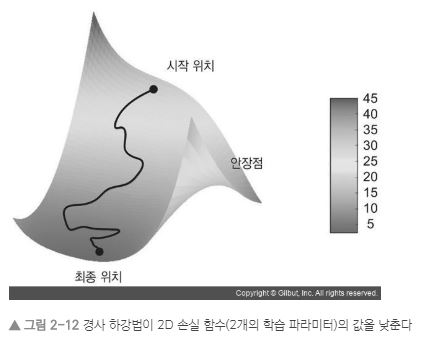 시작 위치
안장점
최종 위치
45
40
35
30
25
20
15
10
5
Copyright © Gilbut, Inc. All rights reserved.
▲ 그림 2-12 경사 하강법이 2D 손실 함수(2개의 학습 파라미터)의 값을 낮춘다